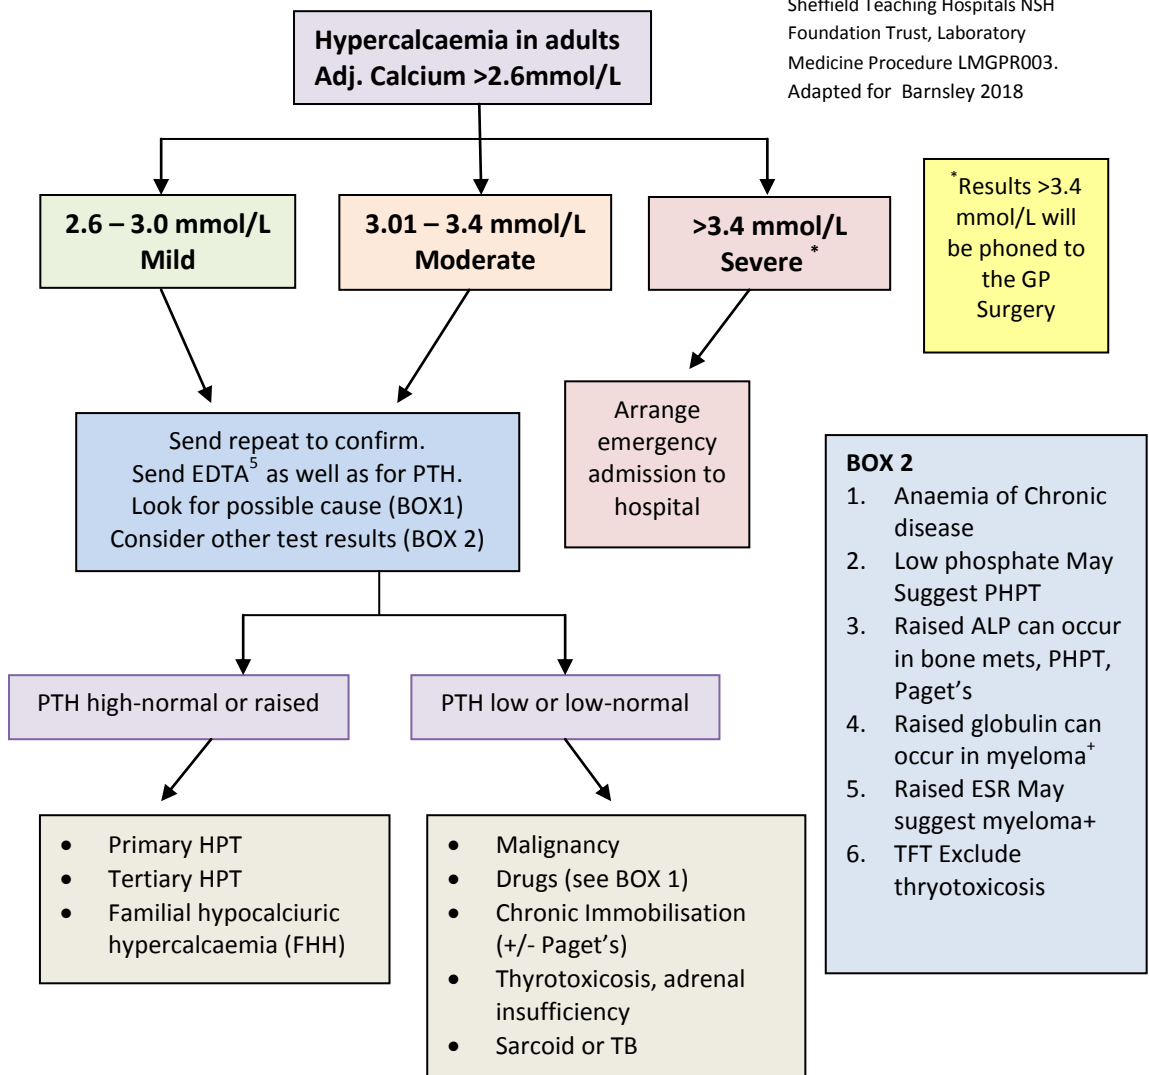 Sheffield Teaching Hospitals NSH
Foundation Trust, Laboratory
Medicine Procedure LMGPR003.
Adapted for Barnsley 2018
Hypercalcaemia in adults
Adj. Calcium >2.6mmol/L
2.6 – 3.0 mmol/L
Mild
3.01 – 3.4 mmol/L
Moderate
>3.4 mmol/L
Severe *
*Results >3.4
mmol/L will
be phoned to
the GP
Surgery
Send repeat to confirm.
Send EDTA5 as well as for PTH.
Look for possible cause (BOX1)
Consider other test results (BOX 2)
Arrange
emergency
admission to
hospital
BOX 2
1. Anaemia of Chronic
disease
2. Low phosphate May
Suggest PHPT
3. Raised ALP can occur
in bone mets, PHPT,
Paget’s
4. Raised globulin can
occur in myeloma+
5. Raised ESR May
suggest myeloma+
6. TFT Exclude
thryotoxicosis
PTH high-normal or raised
PTH low or low-normal
• Primary HPT
• Tertiary HPT
• Familial hypocalciuric
hypercalcaemia (FHH)
• Malignancy
• Drugs (see BOX 1)
• Chronic Immobilisation
(+/- Paget’s)
• Thyrotoxicosis, adrenal
insufficiency
• Sarcoid or TB